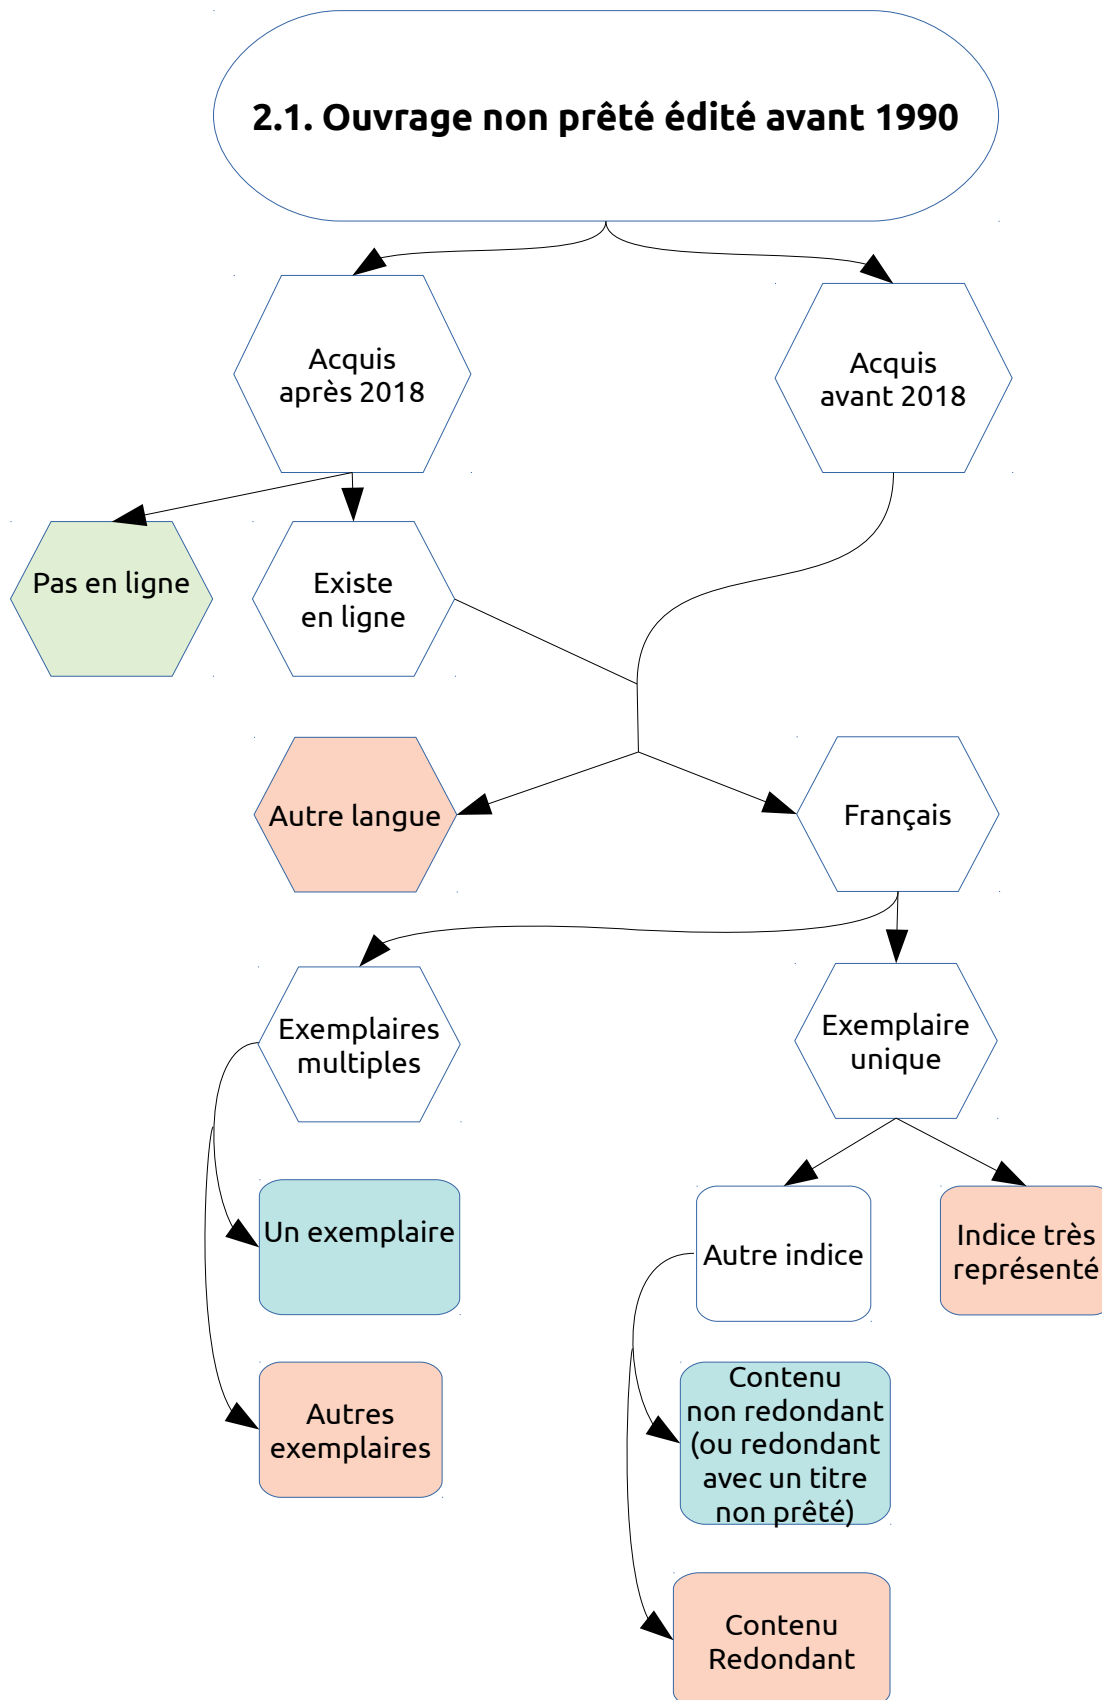 2.1. Ouvrage non prêté édité avant 1990
Acquis
après 2018
Acquis
avant 2018
Pas en ligne
Existe
en ligne
Autre langue
Français
Exemplaires
multiples
Exemplaire
unique
Un exemplaire
Autre indice
Indice très
représenté
Autres
exemplaires
Contenu
non redondant
(ou redondant
avec un titre
non prêté)
Contenu
Redondant